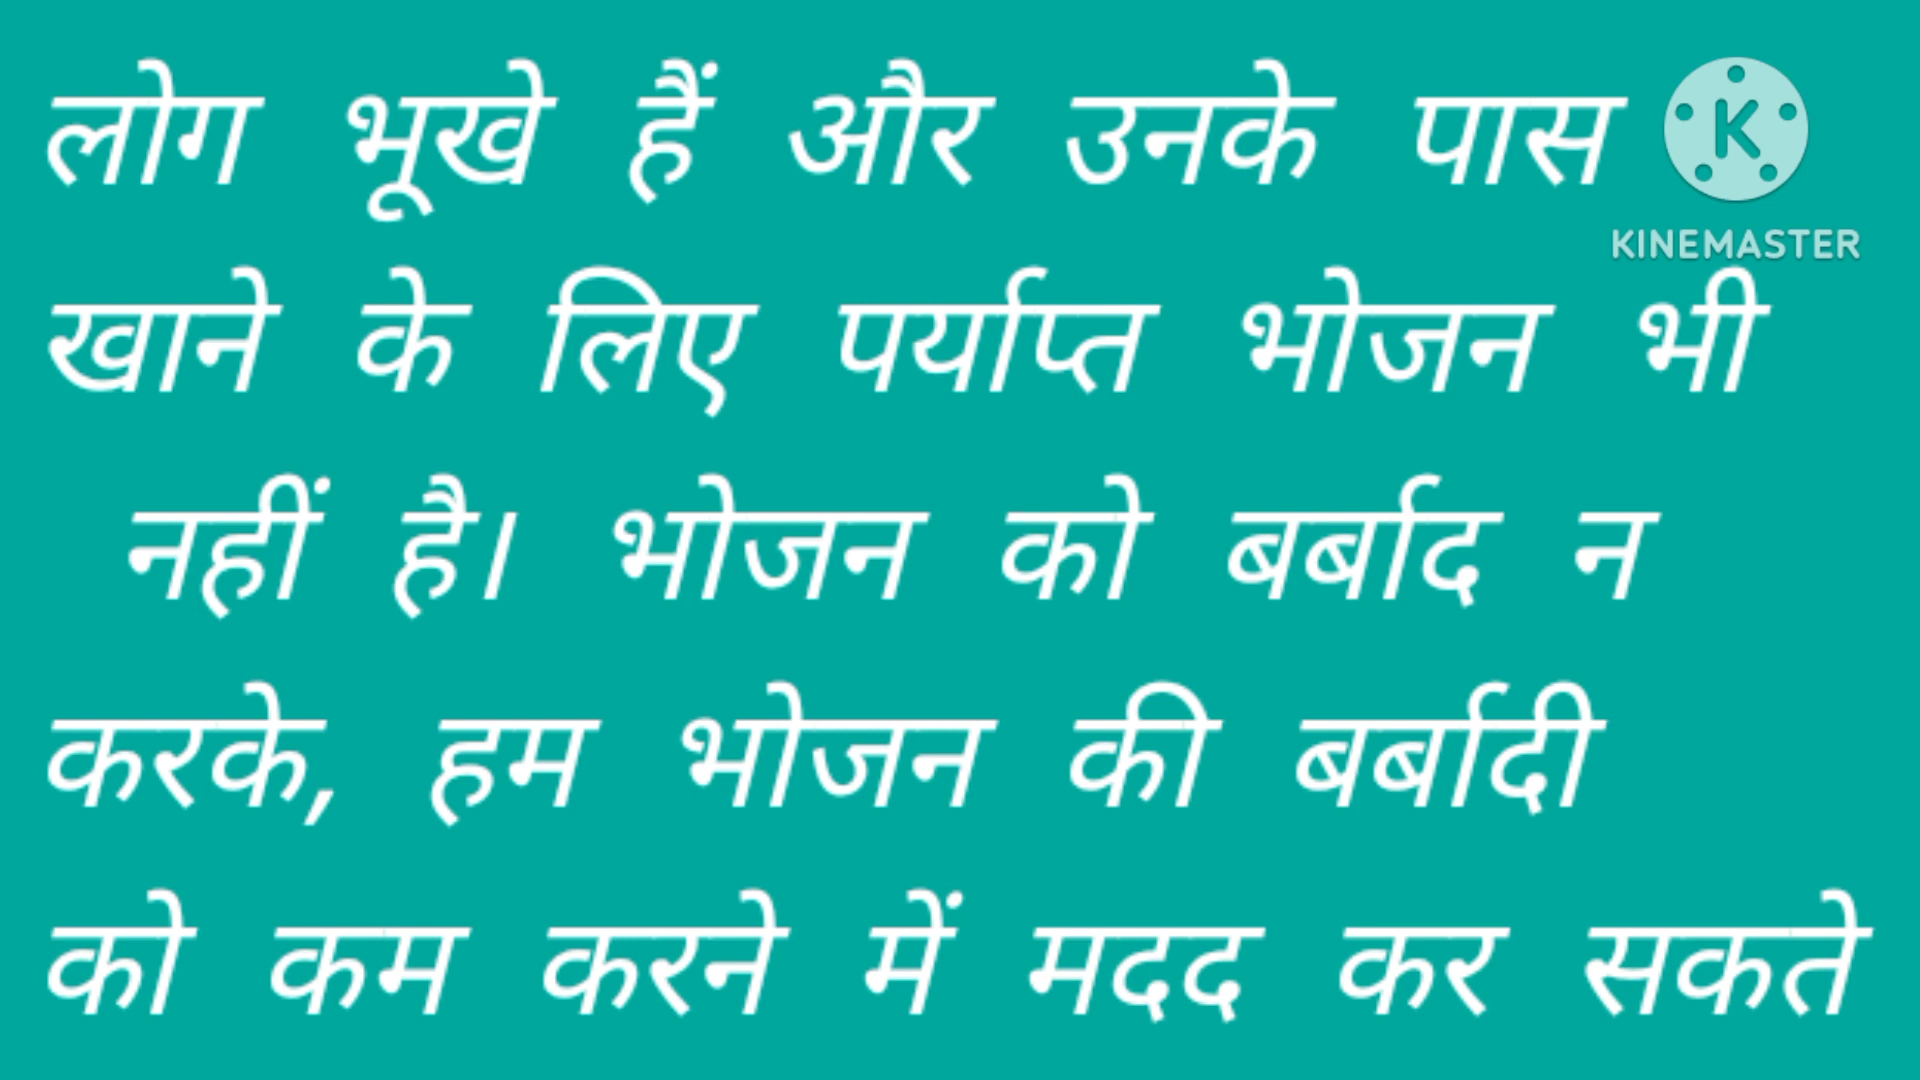 लोग भूखे हैं और उनके पास
KINEMASTER
खाने के लिए पर्याप्त भोजन भी
नहीं है। भोजन को बर्बाद न
करके, हम भोजन की बर्बादी
को कम करने में मदद कर सकते